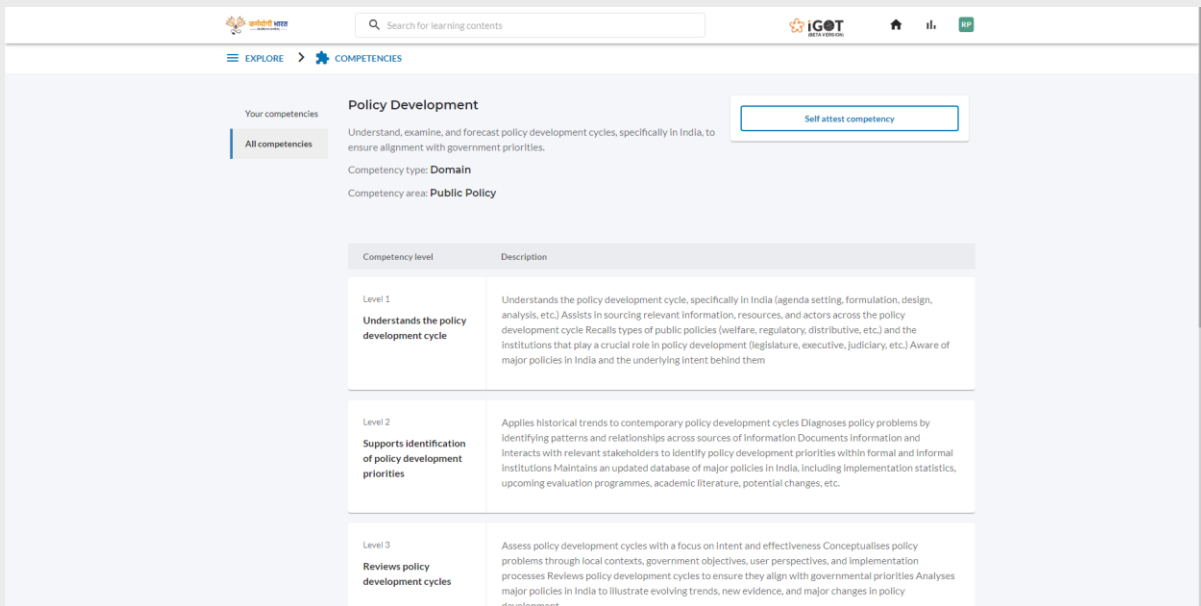 कर्मयोगी भारत
Search for learning contents
iGOT
(BETA VERSION)
RP
EXPLORE
COMPETENCIES
Your competencies
All competencies
Policy Development
Understand, examine, and forecast policy development cycles, specifically in India, to
ensure alignment with government priorities.
Competency type: Domain
Competency area: Public Policy
Self attest competency
Competency level
Description
Level 1
Understands the policy
development cycle
Understands the policy development cycle, specifically in India (agenda setting, formulation, design,
analysis, etc.) Assists in sourcing relevant information, resources, and actors across the policy
development cycle Recalls types of public policies (welfare, regulatory, distributive, etc.) and the
institutions that play a crucial role in policy development (legislature, executive, judiciary, etc.) Aware of
major policies in India and the underlying intent behind them
Level 2
Supports identification
of policy development
priorities
Applies historical trends to contemporary policy development cycles Diagnoses policy problems by
identifying patterns and relationships across sources of information Documents information and
interacts with relevant stakeholders to identify policy development priorities within formal and informal
institutions Maintains an updated database of major policies in India, including implementation statistics,
upcoming evaluation programmes, academic literature, potential changes, etc.
Level 3
Reviews policy
development cycles
Assess policy development cycles with a focus on intent and effectiveness Conceptualises policy
problems through local contexts, government objectives, user perspectives, and implementation
processes Reviews policy development cycles to ensure they align with governmental priorities Analyses
major policies in India to illustrate evolving trends, new evidence, and major changes in policy
development